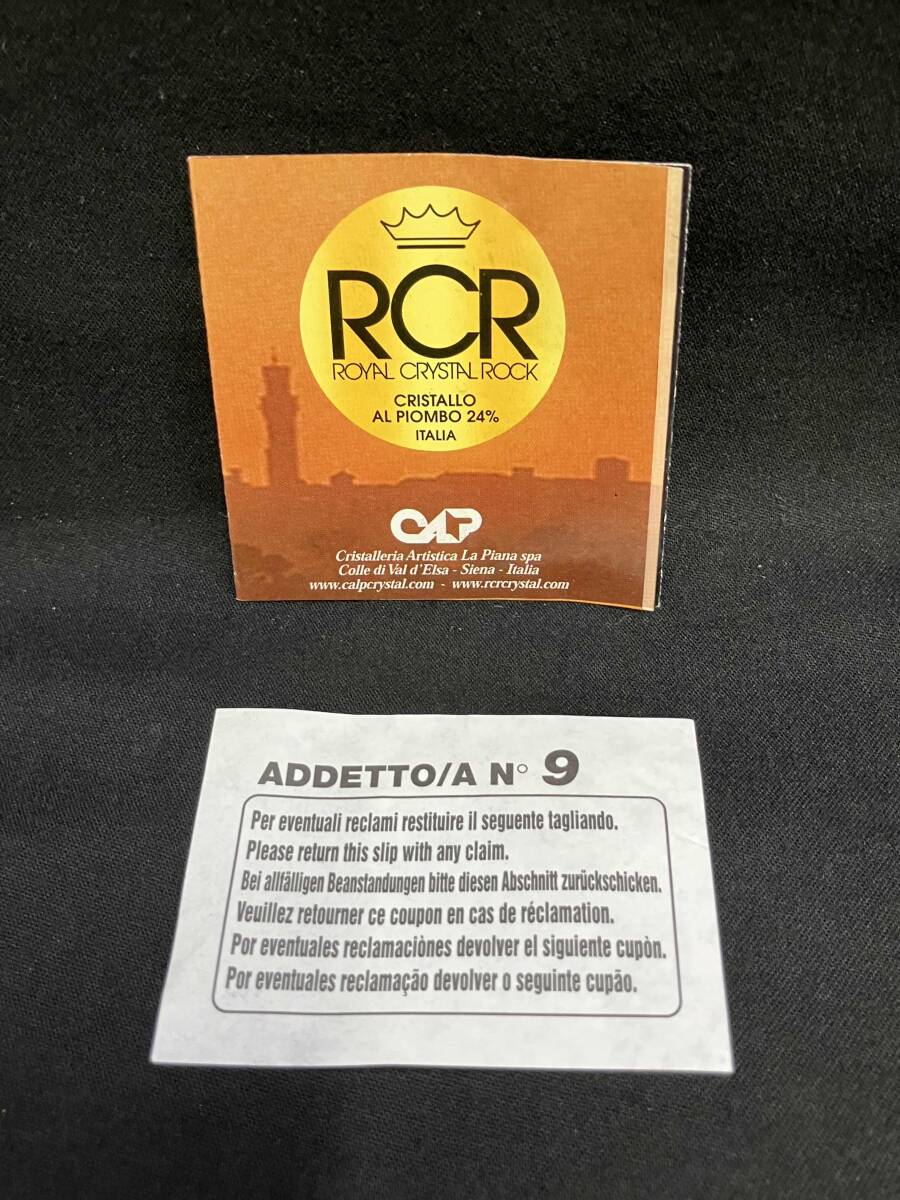 RCR
ROYAL CRYSTAL ROCK
CRISTALLO
AL PIOMBO 24%
ITALIA
CALP
Cristalleria Artistica La Piana spa
Colle di Val d'Elsa - Siena - Italia
www.calpcrystal.com - www.rcrcrystal.com
ADDETTO/A N° 9
Per eventuali reclami restituire il seguente tagliando.
Please return this slip with any claim.
Bei allfälligen Beanstandungen bitte diesen Abschnitt zurückschicken.
Veuillez retourner ce coupon en cas de réclamation.
Por eventuales reclamaciònes devolver el siguiente cupòn.
Por eventuales reclamação devolver o seguinte cupão.